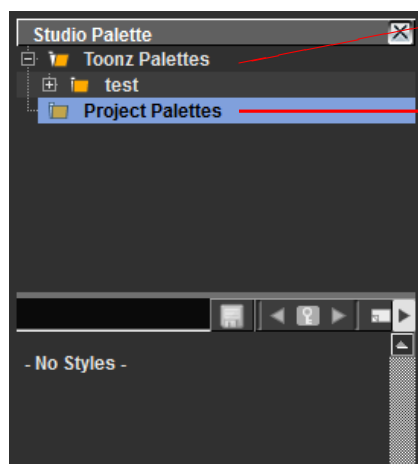 Studio Palette
Toonz Palettes
test
Project Palettes
- No Styles -